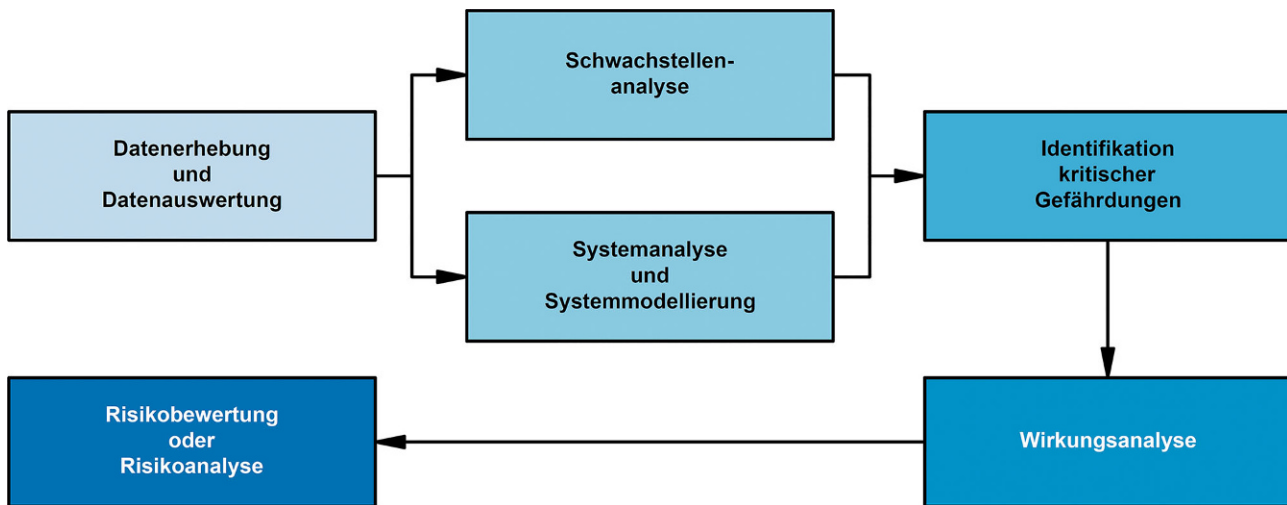 Datenerhebung
und
Datenauswertung
Schwachstellen-
analyse
Systemanalyse
und
Systemmodellierung
Identifikation
kritischer
Gefährdungen
Wirkungsanalyse
Risikobewertung
oder
Risikoanalyse